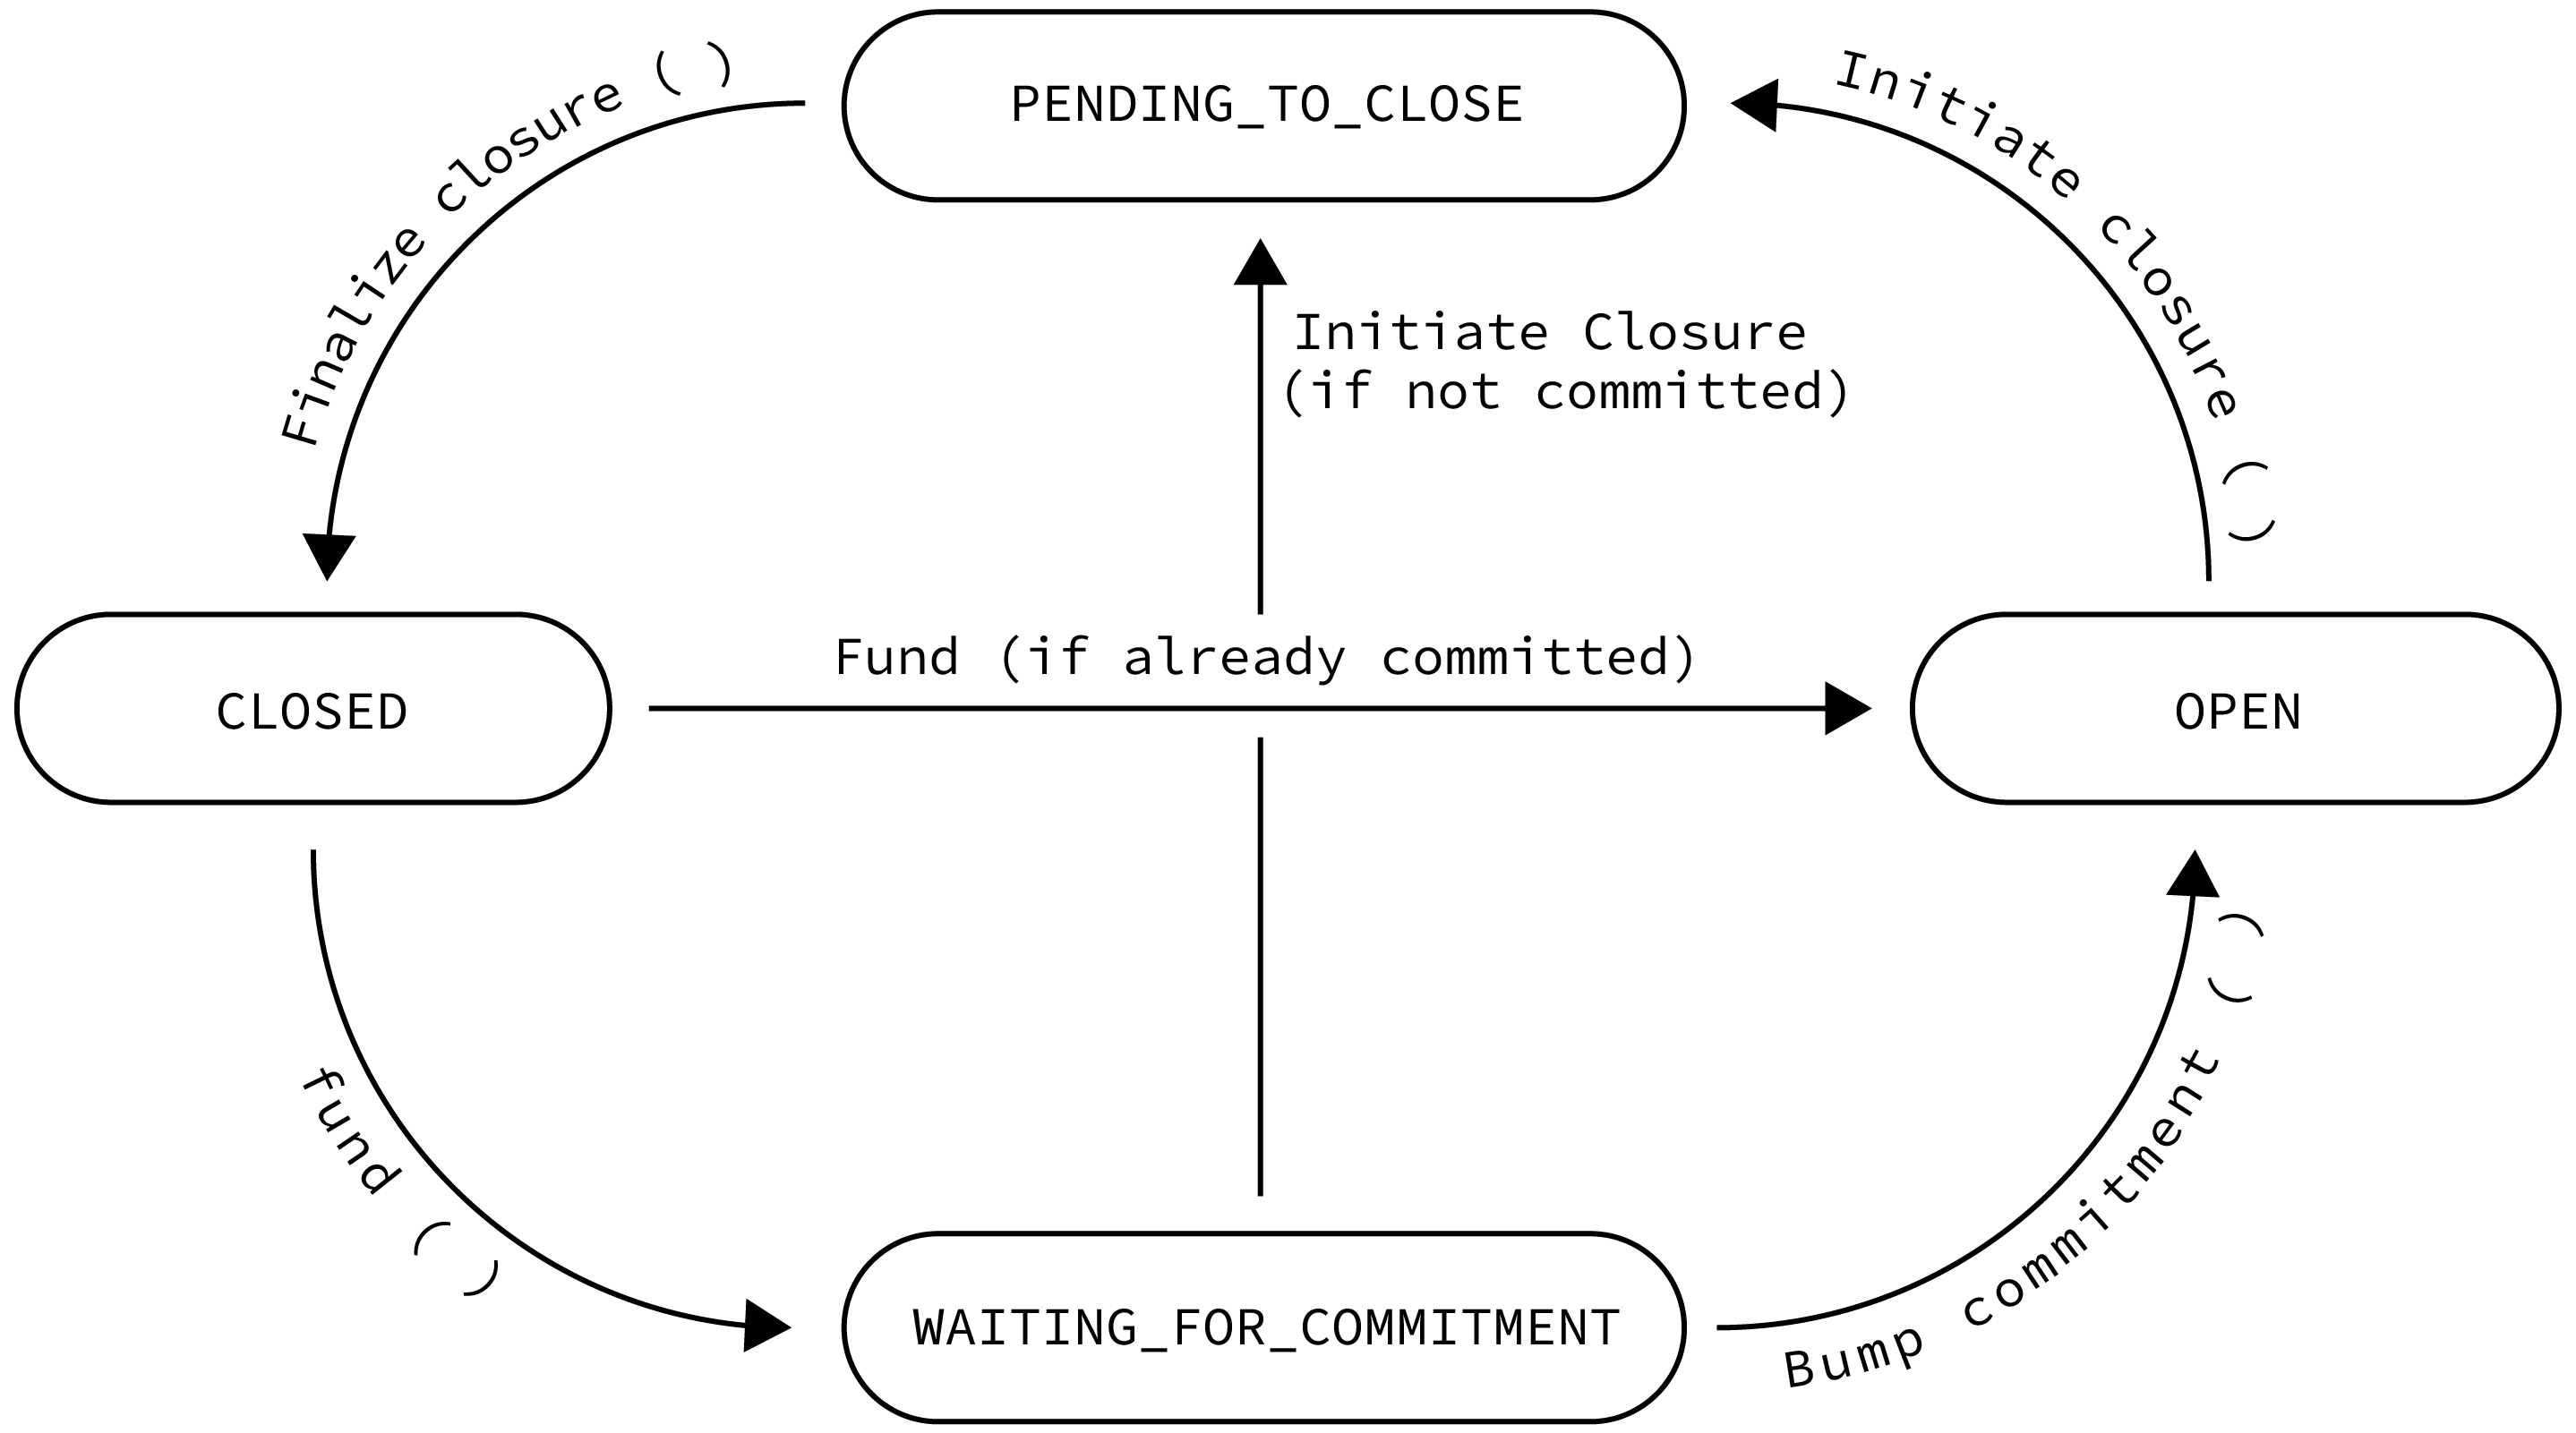 PENDING_TO_CLOSE
Finalize closure ( )
Initiate closure ( )
Initiate Closure
(if not committed)
Fund (if already committed)
CLOSED
OPEN
fund ( )
Bump commitment ( )
WAITING_FOR_COMMITMENT